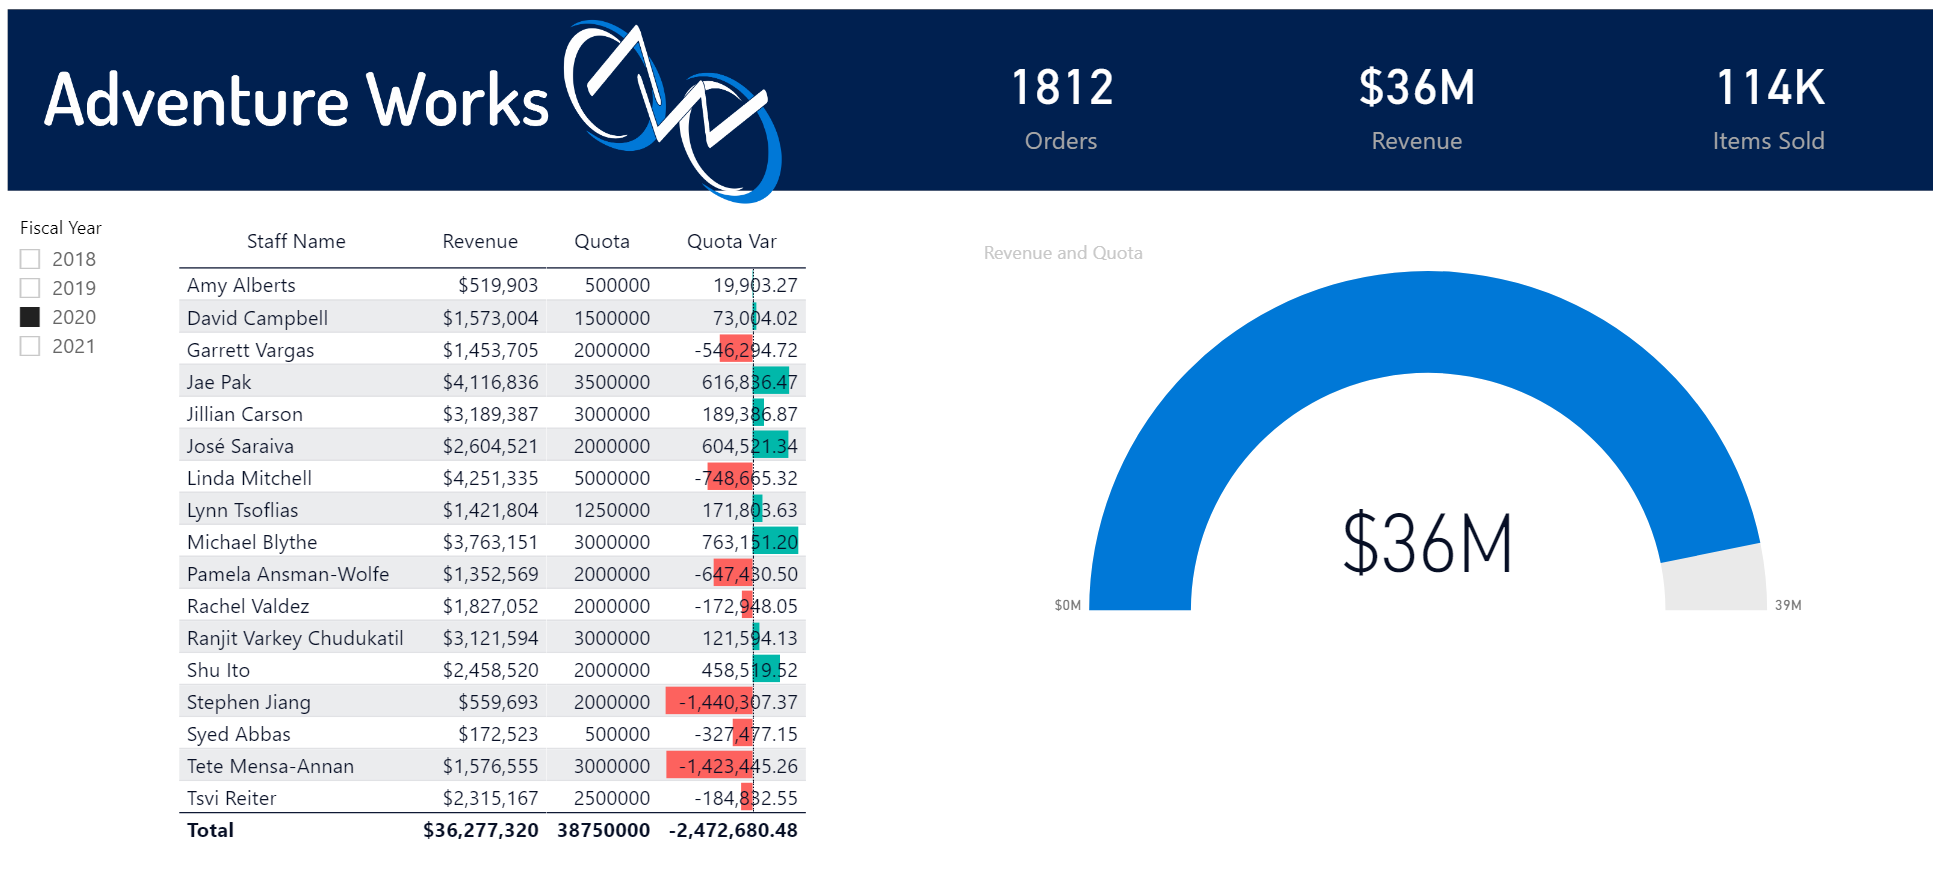 Adventure Works
1812
Orders
$36M
Revenue
114K
Items Sold
Fiscal Year
2018
2019
2020
2021
Staff Name Revenue Quota Quota Var
Amy Alberts $519,903 500000 19,903.27
David Campbell $1,573,004 1500000 73,004.02
Garrett Vargas $1,453,705 2000000 -546,294.72
Jae Pak $4,116,836 3500000 616,836.47
Jillian Carson $3,189,387 3000000 189,386.87
José Saraiva $2,604,521 2000000 604,521.34
Linda Mitchell $4,251,335 5000000 -748,665.32
Lynn Tsoflias $1,421,804 1250000 171,803.63
Michael Blythe $3,763,151 3000000 763,151.20
Pamela Ansman-Wolfe $1,352,569 2000000 -647,430.50
Rachel Valdez $1,827,052 2000000 -172,948.05
Ranjit Varkey Chudukatil $3,121,594 3000000 121,594.13
Shu Ito $2,458,520 2000000 458,519.52
Stephen Jiang $559,693 2000000 -1,440,307.37
Syed Abbas $172,523 500000 -327,477.15
Tete Mensa-Annan $1,576,555 3000000 -1,423,445.26
Tsvi Reiter $2,315,167 2500000 -184,832.55
Total $36,277,320 38750000 -2,472,680.48
Revenue and Quota
$36M
$0M
39M